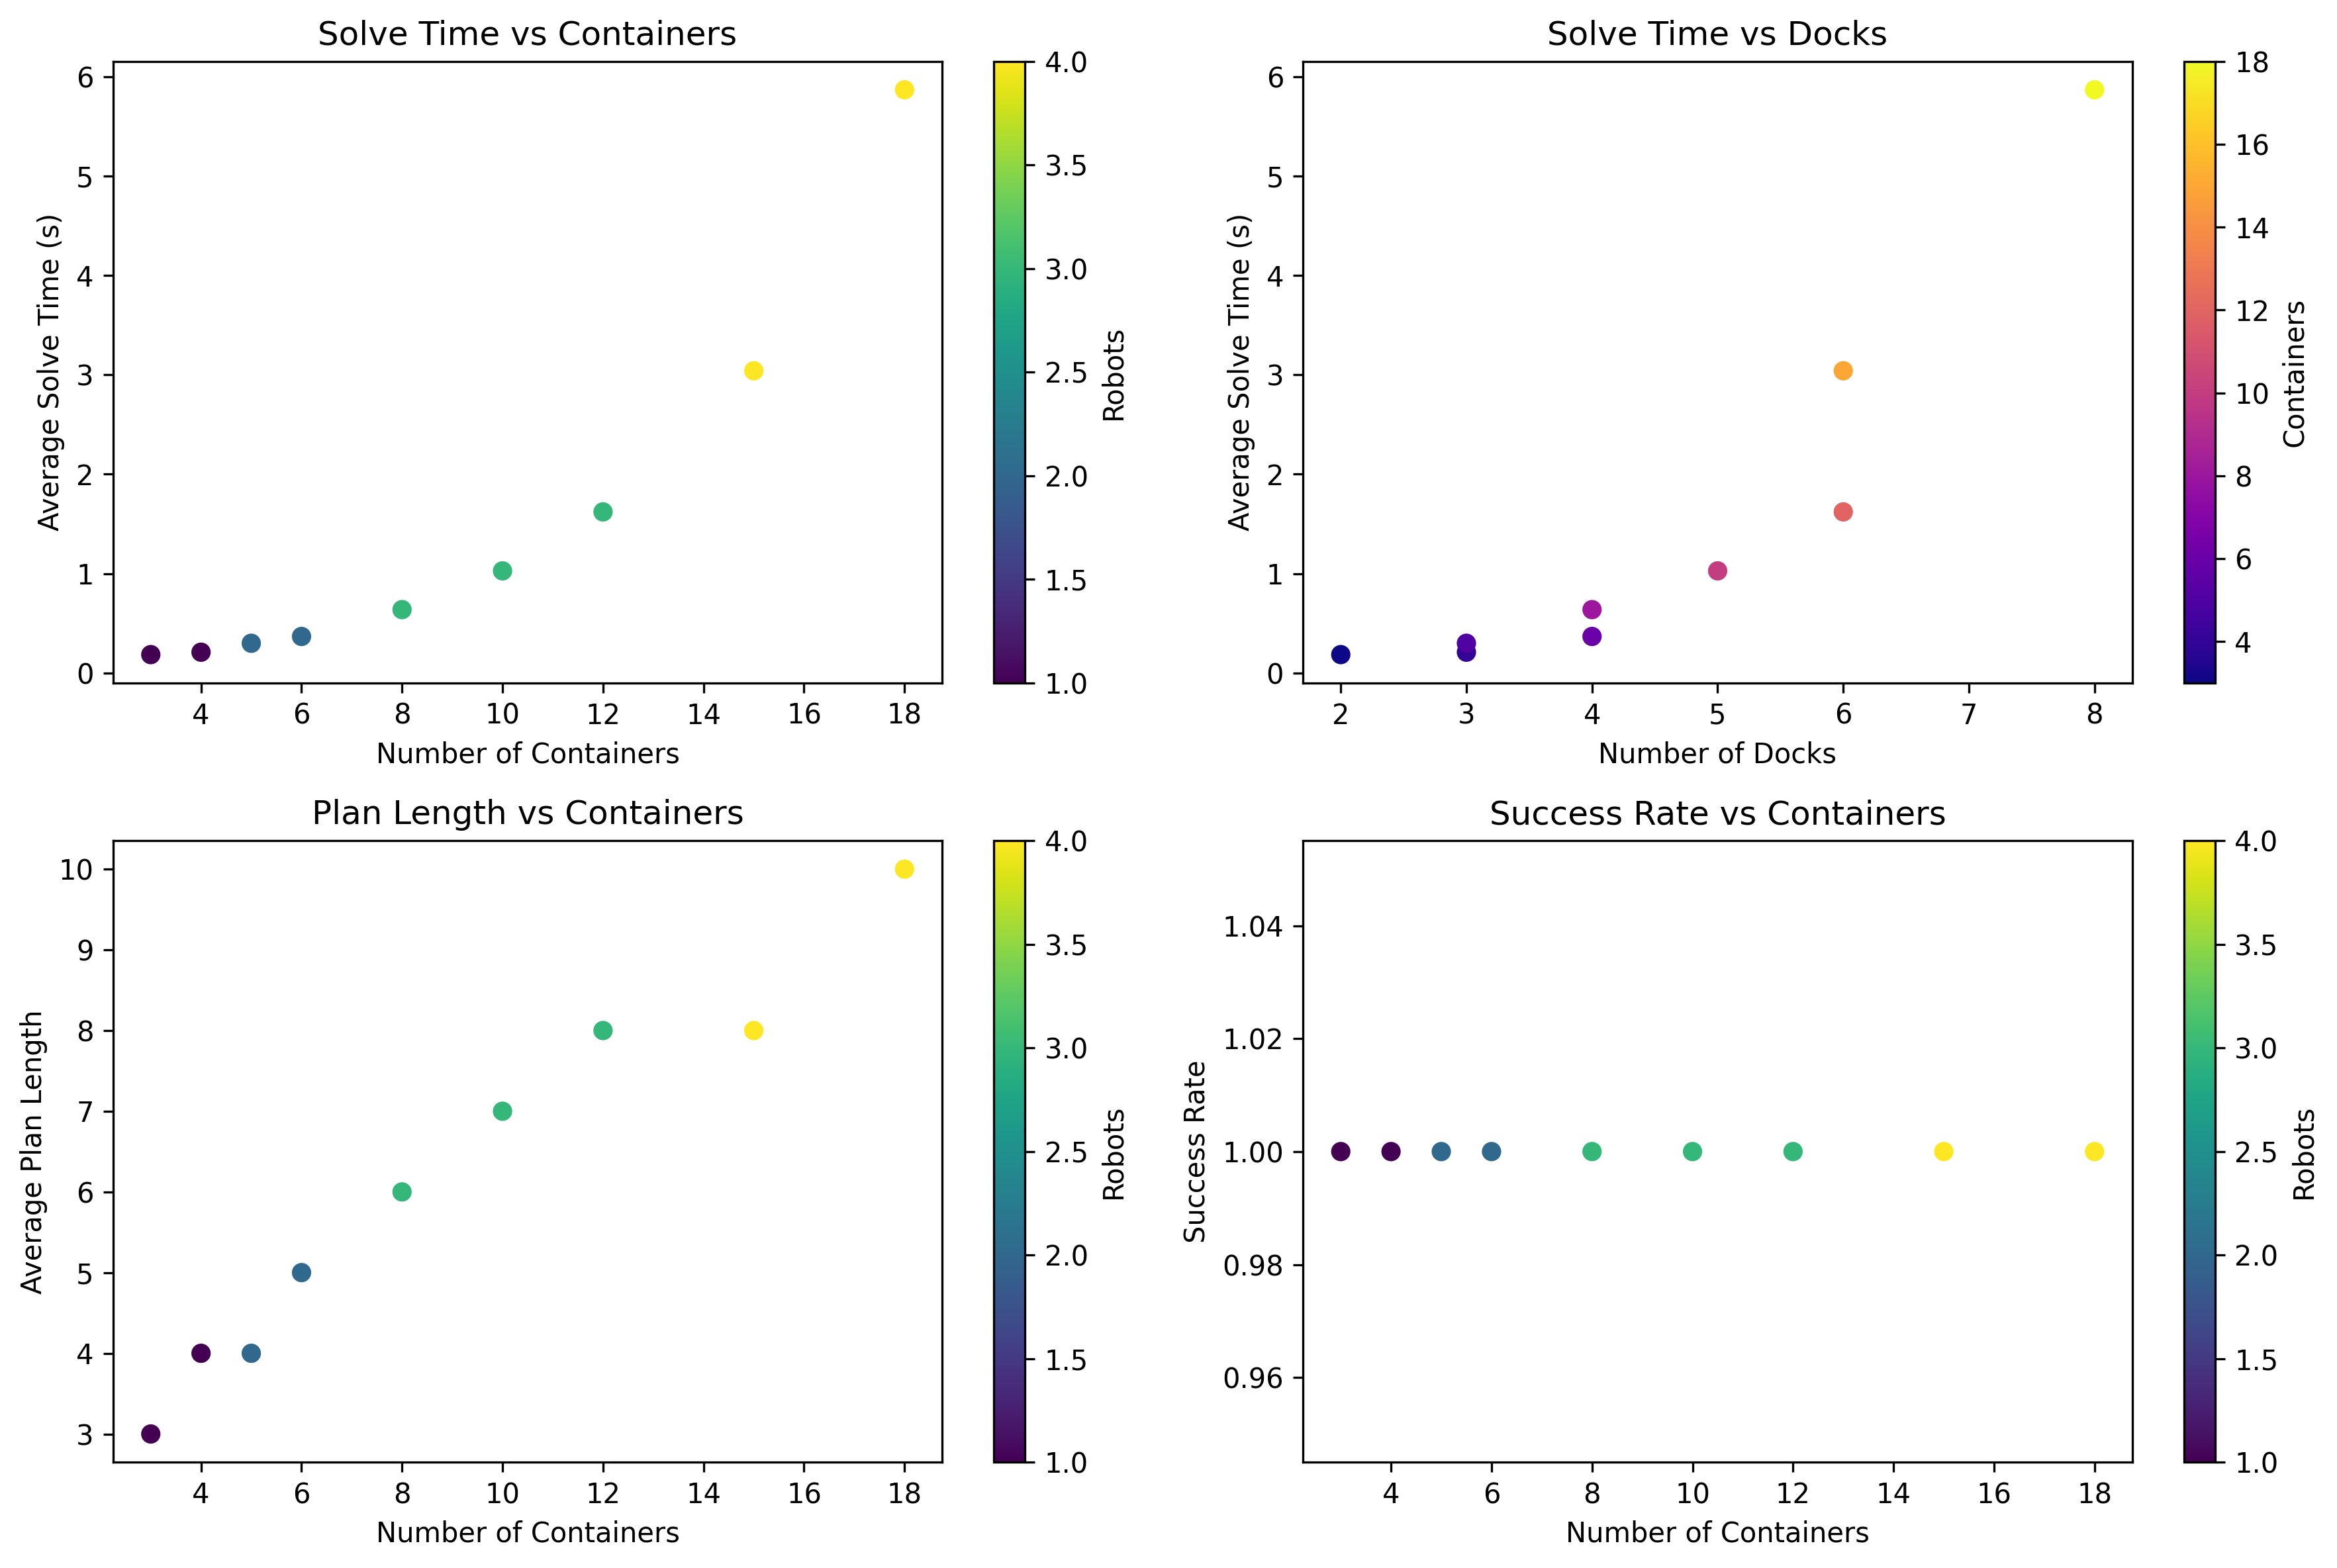 Solve Time vs Containers
Average Solve Time (s)
6
5
4
3
2
1
0
4 6 8 10 12 14 16 18
Number of Containers
4.0
3.5
3.0
2.5
2.0
1.5
1.0
Robots
Solve Time vs Docks
Average Solve Time (s)
6
5
4
3
2
1
0
2 3 4 5 6 7 8
Number of Docks
18
16
14
12
10
8
6
4
Containers
Plan Length vs Containers
Average Plan Length
10
9
8
7
6
5
4
3
4 6 8 10 12 14 16 18
Number of Containers
4.0
3.5
3.0
2.5
2.0
1.5
1.0
Robots
Success Rate vs Containers
Success Rate
1.04
1.02
1.00
0.98
0.96
4 6 8 10 12 14 16 18
Number of Containers
4.0
3.5
3.0
2.5
2.0
1.5
1.0
Robots